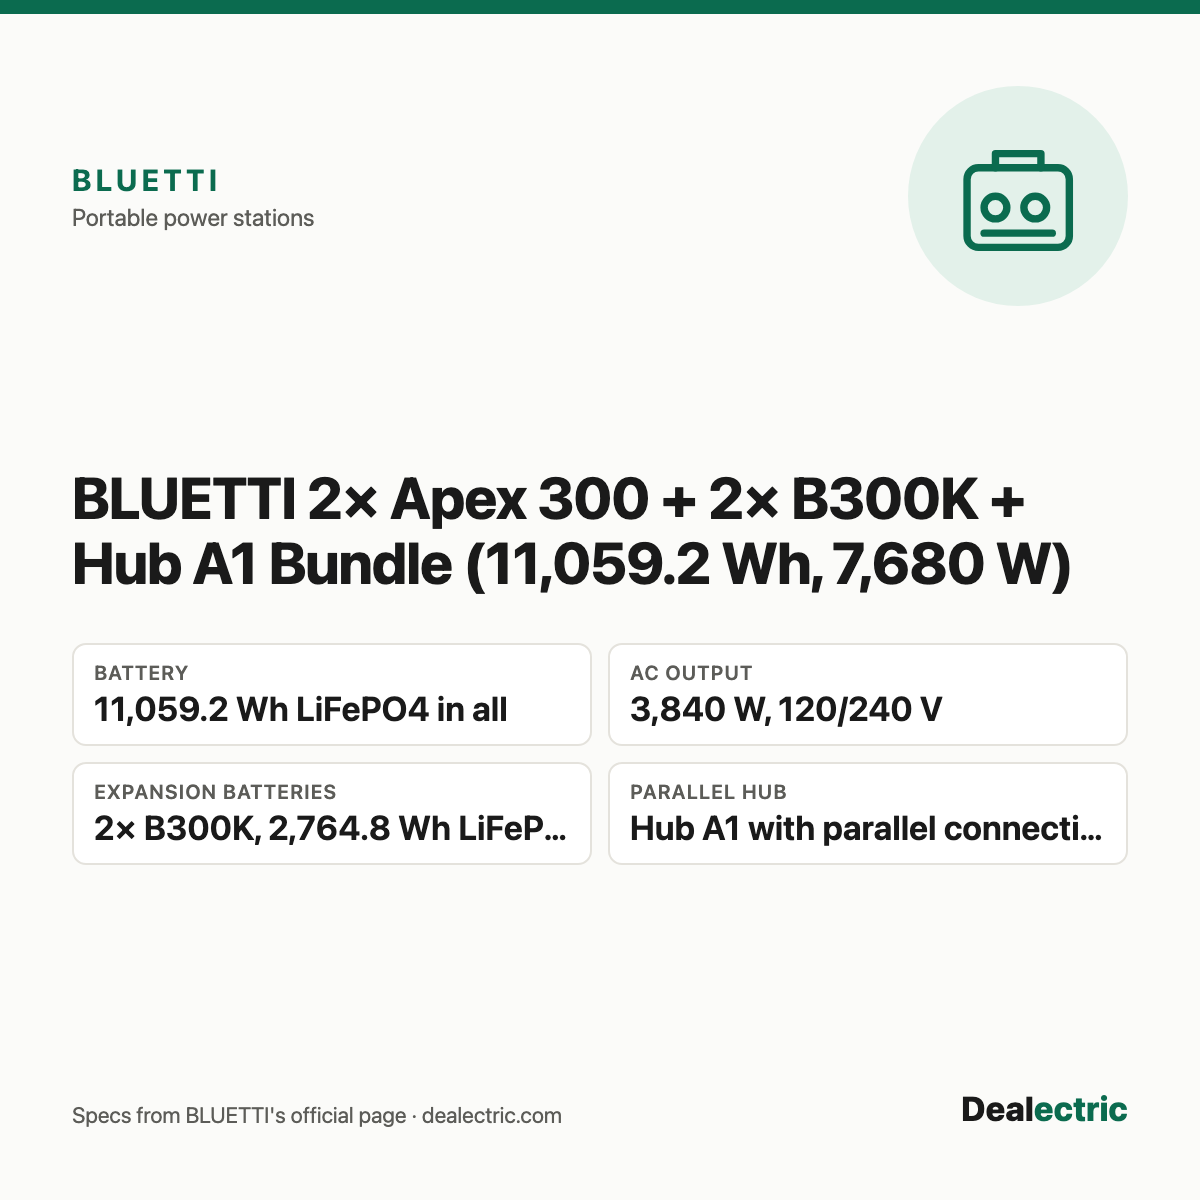 BLUETTI
Portable power stations
BLUETTI 2× Apex 300 + 2× B300K +
Hub A1 Bundle (11,059.2 Wh, 7,680 W)
BATTERY
11,059.2 Wh LiFePO4 in all
AC OUTPUT
3,840 W, 120/240 V
EXPANSION BATTERIES
2× B300K, 2,764.8 Wh LiFeP...
PARALLEL HUB
Hub A1 with parallel connecti...
Specs from BLUETTI's official page · dealectric.com
Dealectric